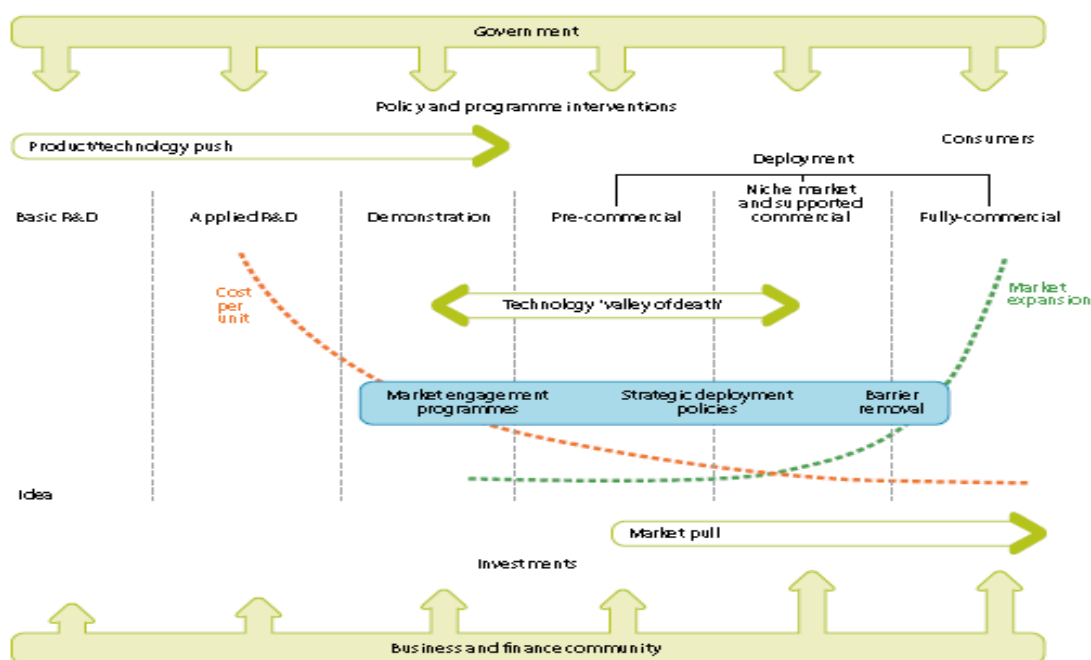 Government
Policy and programme interventions
Product/technology push
Consumers
Deployment
Basic R&D
Applied R&D
Demonstration
Pre-commercial
Niche market
and supported
commercial
Fully-commercial
Cost
per
unit
Technology 'valley of death'
Market
expansion
Market engagement
programmes
Strategic deployment
policies
Barrier
removal
Idea
Market pull
Investments
Business and finance community